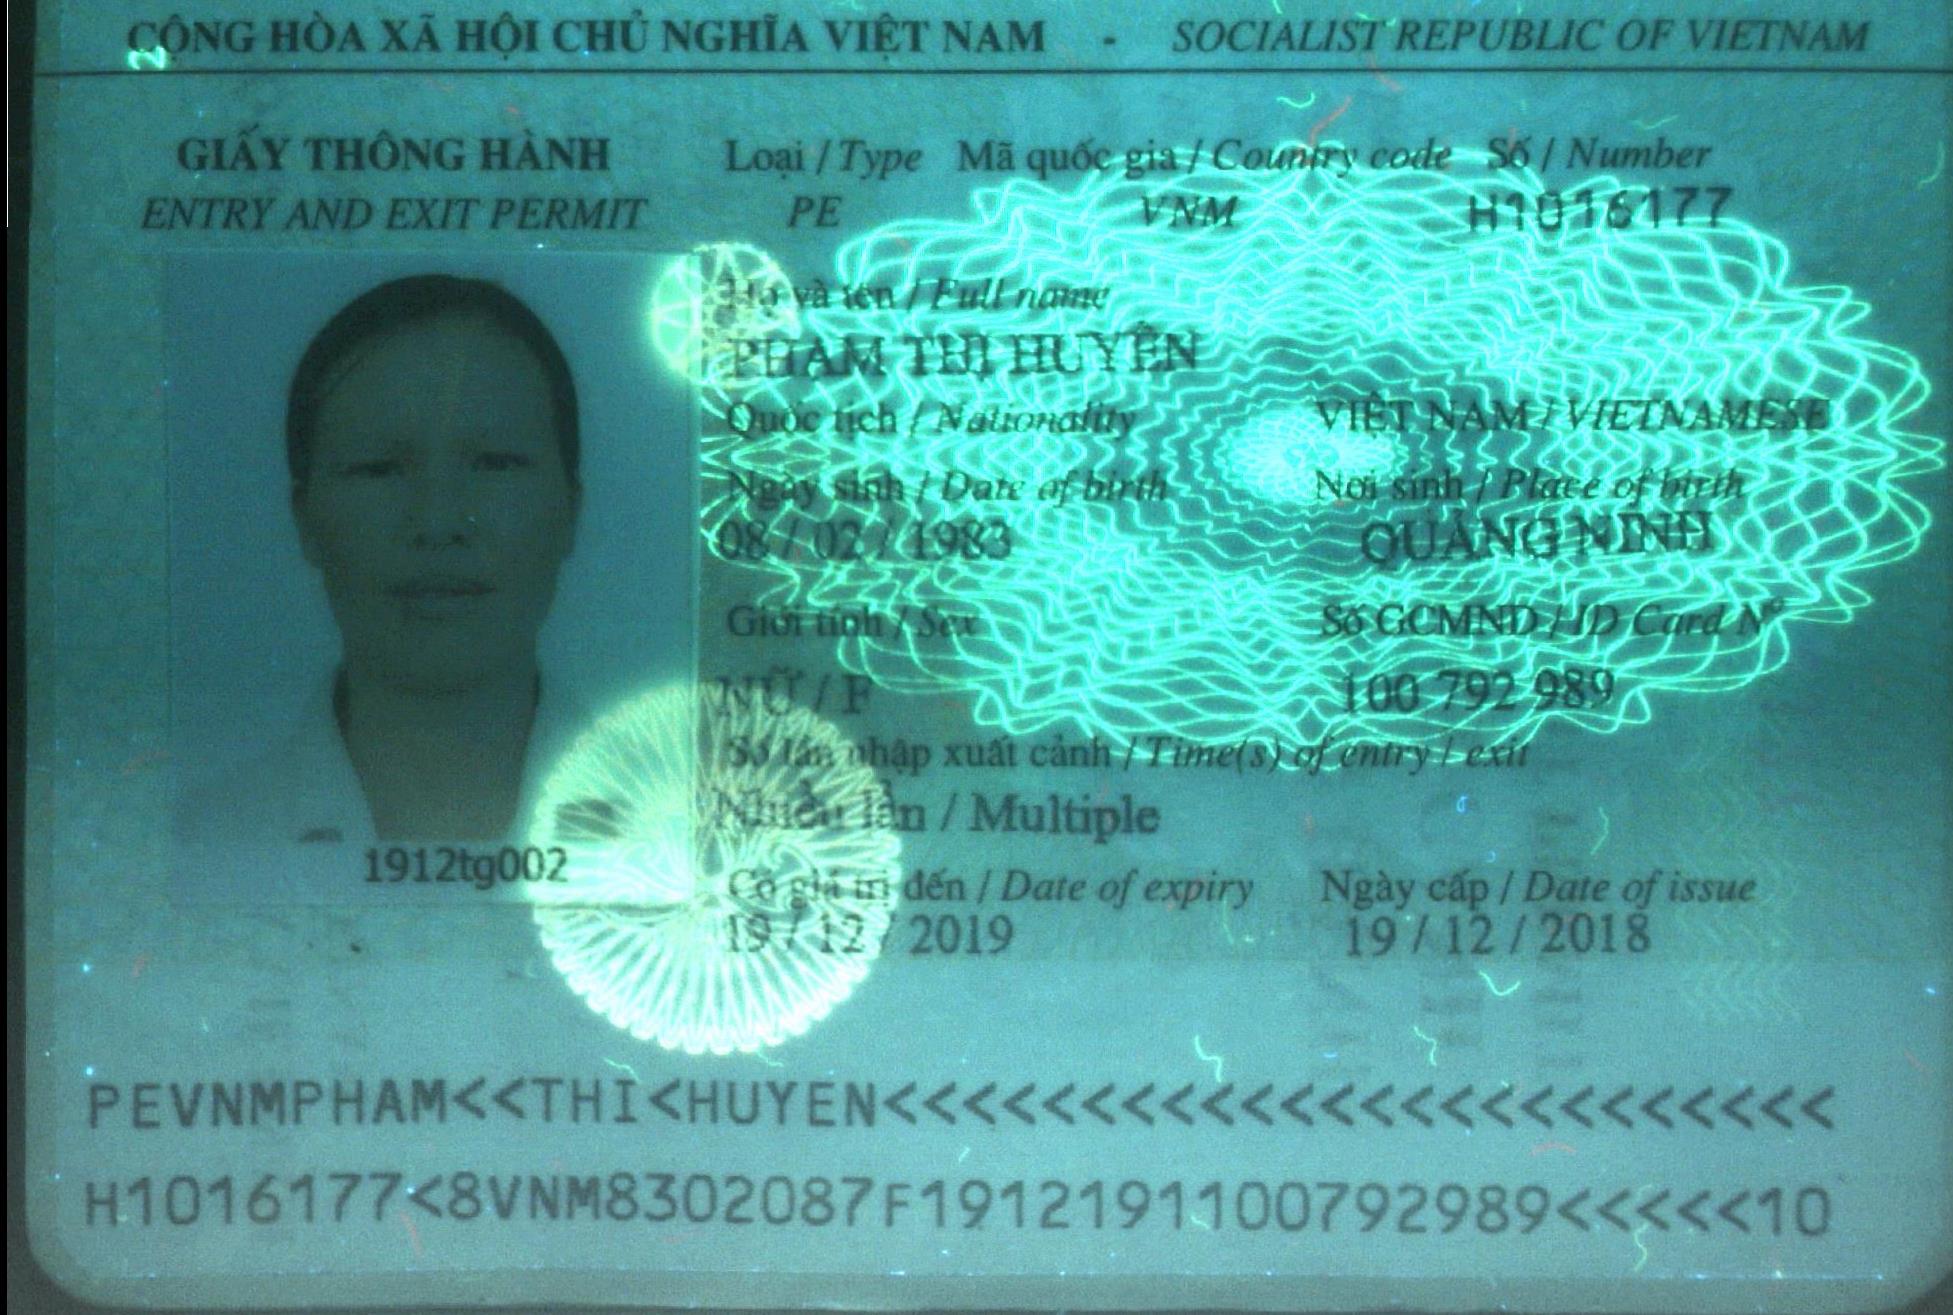 CỘNG HÒA XÃ HỘI CHỦ NGHĨA VIỆT NAM - SOCIALIST REPUBLIC OF VIETNAM
2
GIẤY THÔNG HÀNH
ENTRY AND EXIT PERMIT
Loại / Type Mã quốc gia / Country code Số / Number
PE VNM H1016177
Họ và tên / Full name
PHẠM THỊ HUYỀN
Quốc tịch / Nationality VIỆT NAM / VIETNAMESE
Ngày sinh / Date of birth Nơi sinh / Place of birth
08 / 02 / 1983 QUẢNG NINH
Giới tính / Sex Số GCMND / ID Card Nº
NỮ / F 100 792 989
Số lần nhập xuất cảnh / Time(s) of entry / exit
Nhiều lần / Multiple
1912tg002
Có giá trị đến / Date of expiry Ngày cấp / Date of issue
19 / 12 / 2019 19 / 12 / 2018
PEVNMPHAM<<THI<HUYEN<<<<<<<<<<<<<<<<<<<<<<<<
H1016177<8VNM8302087F1912191100792989<<<<<10